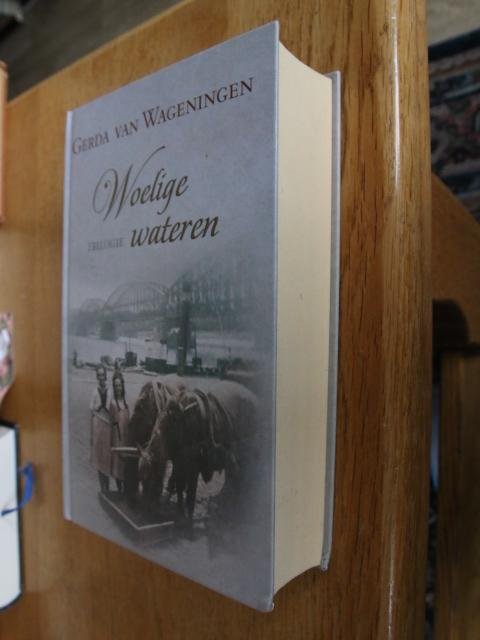 GERDA VAN WAGENINGEN
Woelige
TRILOGIE wateren